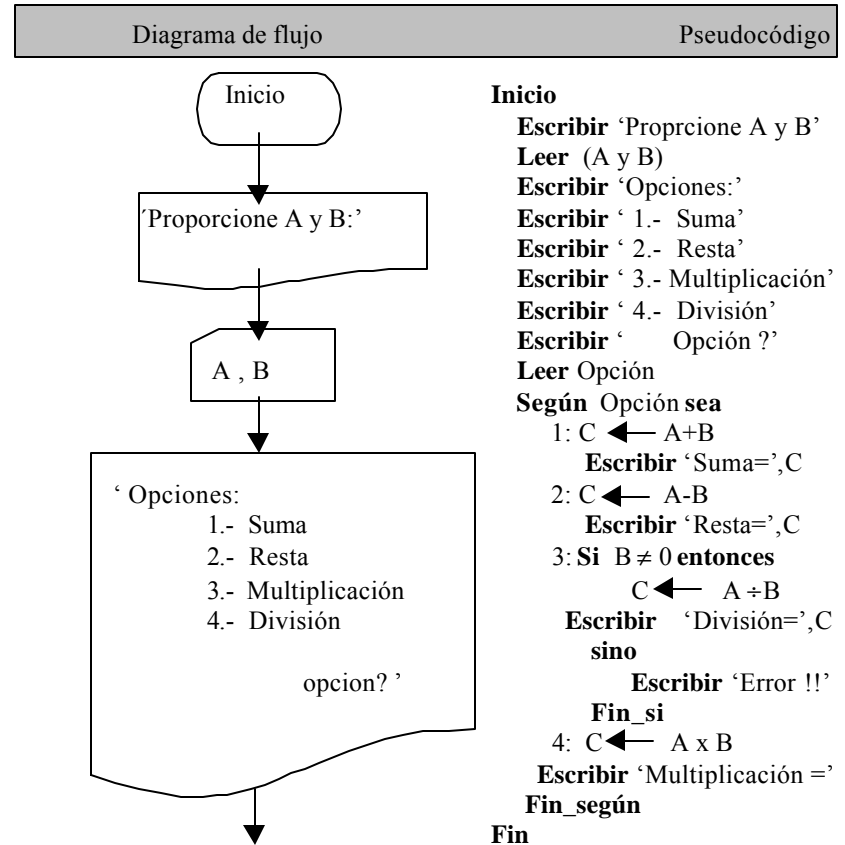 Diagrama de flujo
Pseudocódigo
Inicio
´Proporcione A y B:’
A , B
‘ Opciones:
1.- Suma
2.- Resta
3.- Multiplicación
4.- División
opcion? ’
Inicio
Escribir ‘Proprcione A y B’
Leer (A y B)
Escribir ‘Opciones:’
Escribir ‘ 1.- Suma’
Escribir ‘ 2.- Resta’
Escribir ‘ 3.- Multiplicación’
Escribir ‘ 4.- División’
Escribir ‘ Opción ?’
Leer Opción
Según Opción sea
1: C ← A+B
Escribir ‘Suma=’,C
2: C ← A-B
Escribir ‘Resta=’,C
3: Si B ≠ 0 entonces
C ← A ÷B
Escribir ‘División=’,C
sino
Escribir ‘Error !!’
Fin_si
4: C ← A x B
Escribir ‘Multiplicación =’
Fin_según
Fin